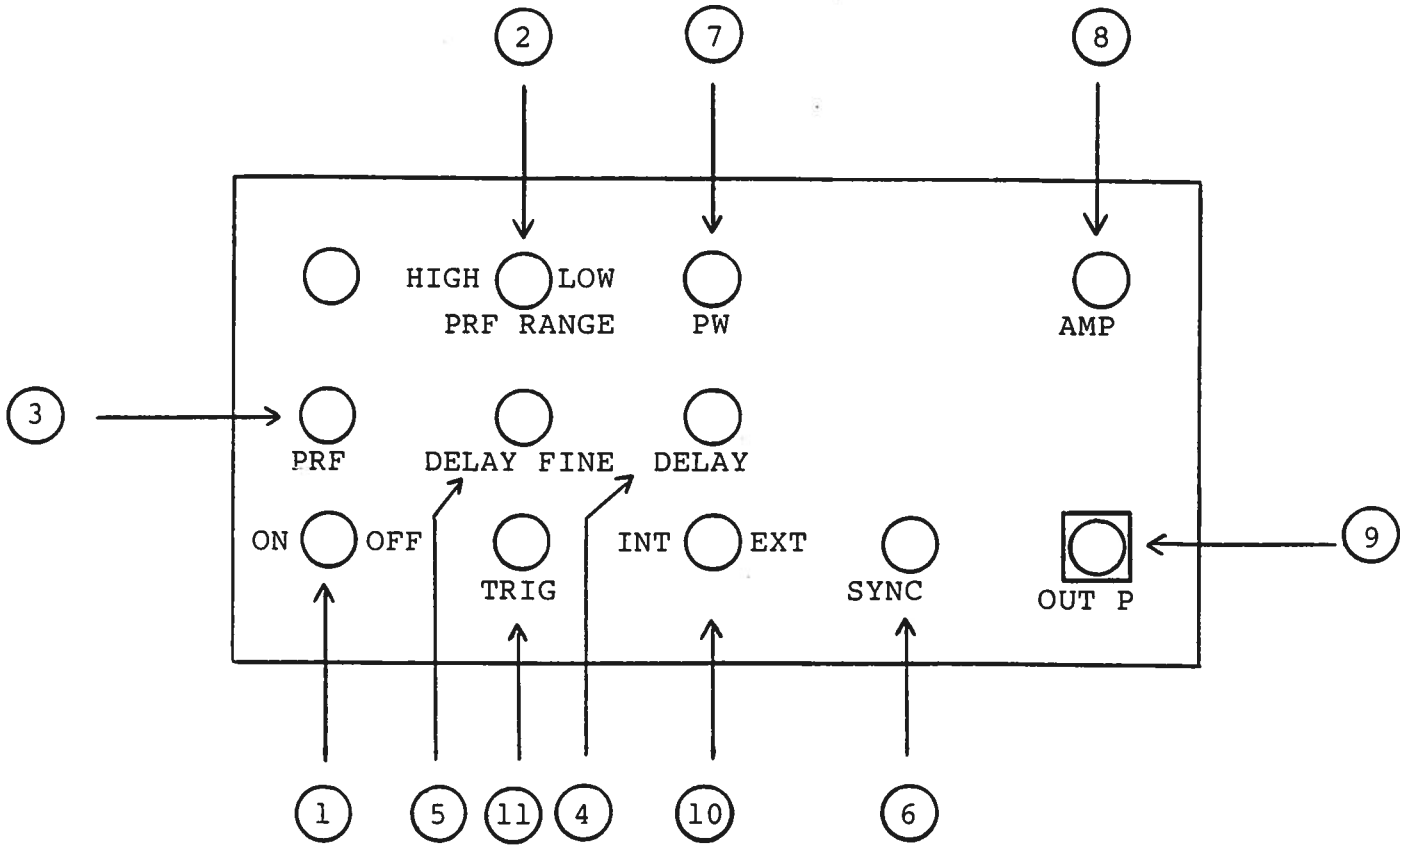 2 7 8
HIGH LOW
PRF RANGE PW AMP
3
PRF DELAY FINE DELAY
ON OFF INT EXT
TRIG SYNC OUT P
9
1 5 11 4 10 6